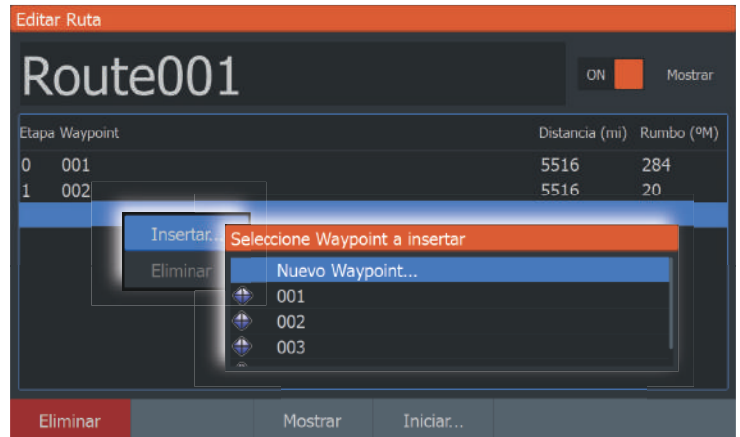 Editar Ruta
Route001
ON Mostrar
Etapa Waypoint Distancia (mi) Rumbo (ºM)
0 001 5516 284
1 002 5516 20
Insertar...
Eliminar
Seleccione Waypoint a insertar
Nuevo Waypoint...
001
002
003
Eliminar Mostrar Iniciar...